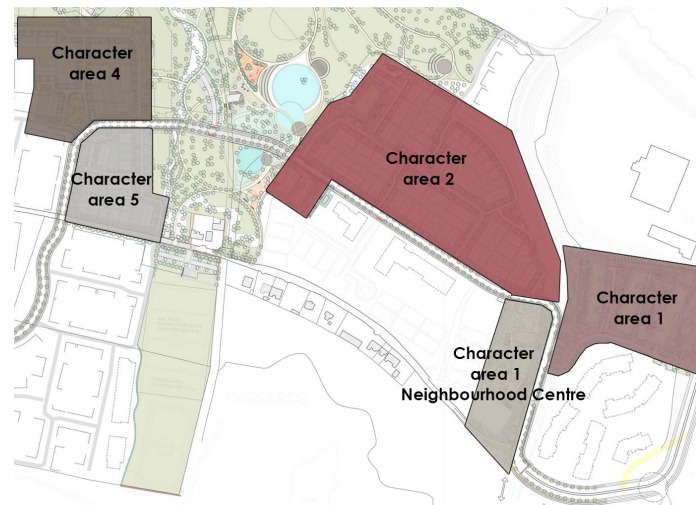 Character
area 4
Character
area 5
Character
area 2
Character
area 1
Character
area 1
Neighbourhood Centre